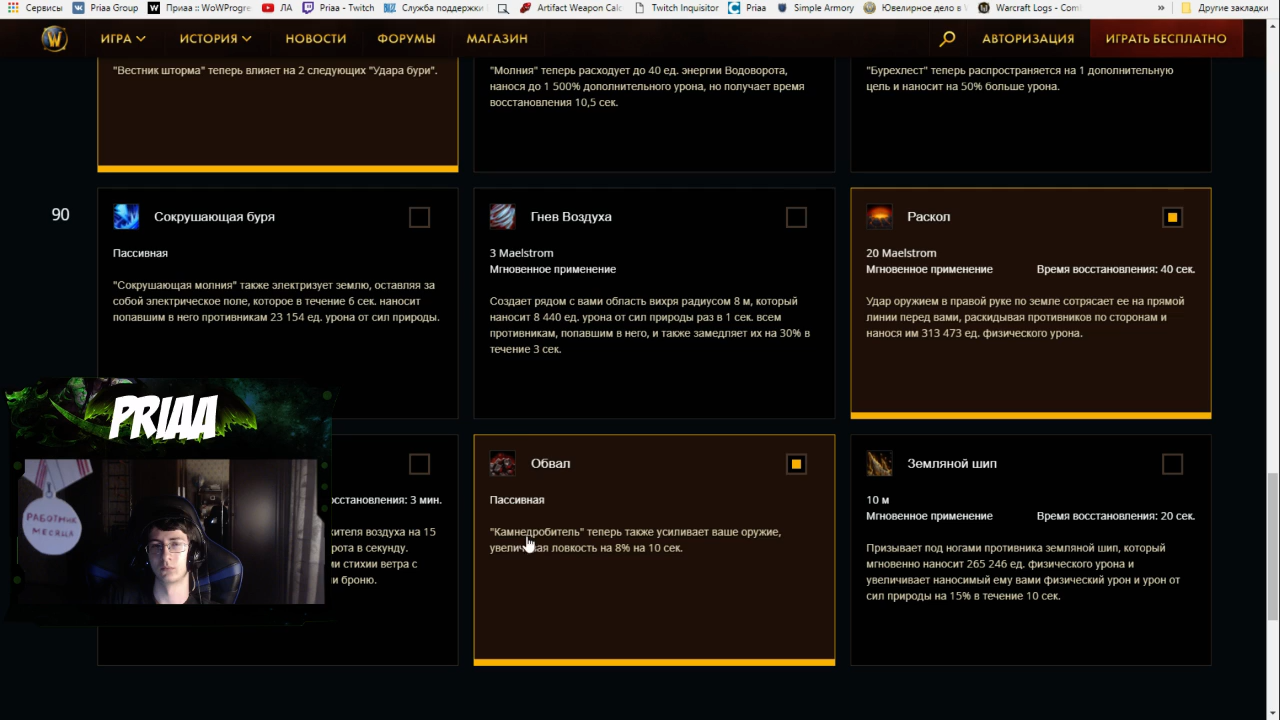 Сервисы Priaa Group Приаа :: WoWProgre ЛА Priaa - Twitch Служба поддержки Artifact Weapon Calc Twitch Inquisitor Priaa Simple Armory Ювелирное дело в Warcraft Logs - Com » Другие закладки
ИГРА ИСТОРИЯ НОВОСТИ ФОРУМЫ МАГАЗИН АВТОРИЗАЦИЯ ИГРАТЬ БЕСПЛАТНО
"Вестник шторма" теперь влияет на 2 следующих "Удара бури".
"Молния" теперь расходует до 40 ед. энергии Водоворота,
нанося до 1 500% дополнительного урона, но получает время
восстановления 10,5 сек.
"Бурехлест" теперь распространяется на 1 дополнительную
цель и наносит на 50% больше урона.
90
Сокрушающая буря
Пассивная
"Сокрушающая молния" также электризует землю, оставляя за
собой электрическое поле, которое в течение 6 сек. наносит
попавшим в него противникам 23 154 ед. урона от сил природы.
Гнев Воздуха
3 Maelstrom
Мгновенное применение
Создает рядом с вами область вихря радиусом 8 м, который
наносит 8 440 ед. урона от сил природы раз в 1 сек. всем
противникам, попавшим в него, и также замедляет их на 30% в
течение 3 сек.
Раскол
20 Maelstrom
Мгновенное применение Время восстановления: 40 сек.
Удар оружием в правой руке по земле сотрясает ее на прямой
линии перед вами, раскидывая противников по сторонам и
нанося им 313 473 ед. физического урона.
PRIAA
РАБОТНИК
МЕСЯЦА
осстановления: 3 мин.
ителя воздуха на 15
рота в секунду.
ми стихии ветра с
и броню.
Обвал
Пассивная
"Камнедробитель" теперь также усиливает ваше оружие,
ловкость на 8% на 10 сек.
Земляной шип
10 м
Мгновенное применение Время восстановления: 20 сек.
Призывает под ногами противника земляной шип, который
мгновенно наносит 265 246 ед. физического урона и
увеличивает наносимый ему вами физический урон и урон от
сил природы на 15% в течение 10 сек.